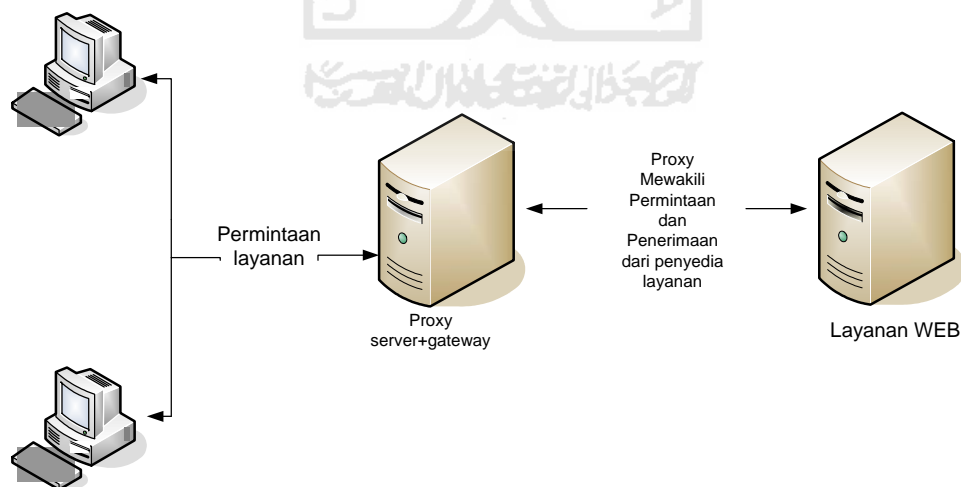 Permintaan
layanan
Proxy
server+gateway
Proxy
Mewakili
Permintaan
dan
Penerimaan
dari penyedia
layanan
Layanan WEB